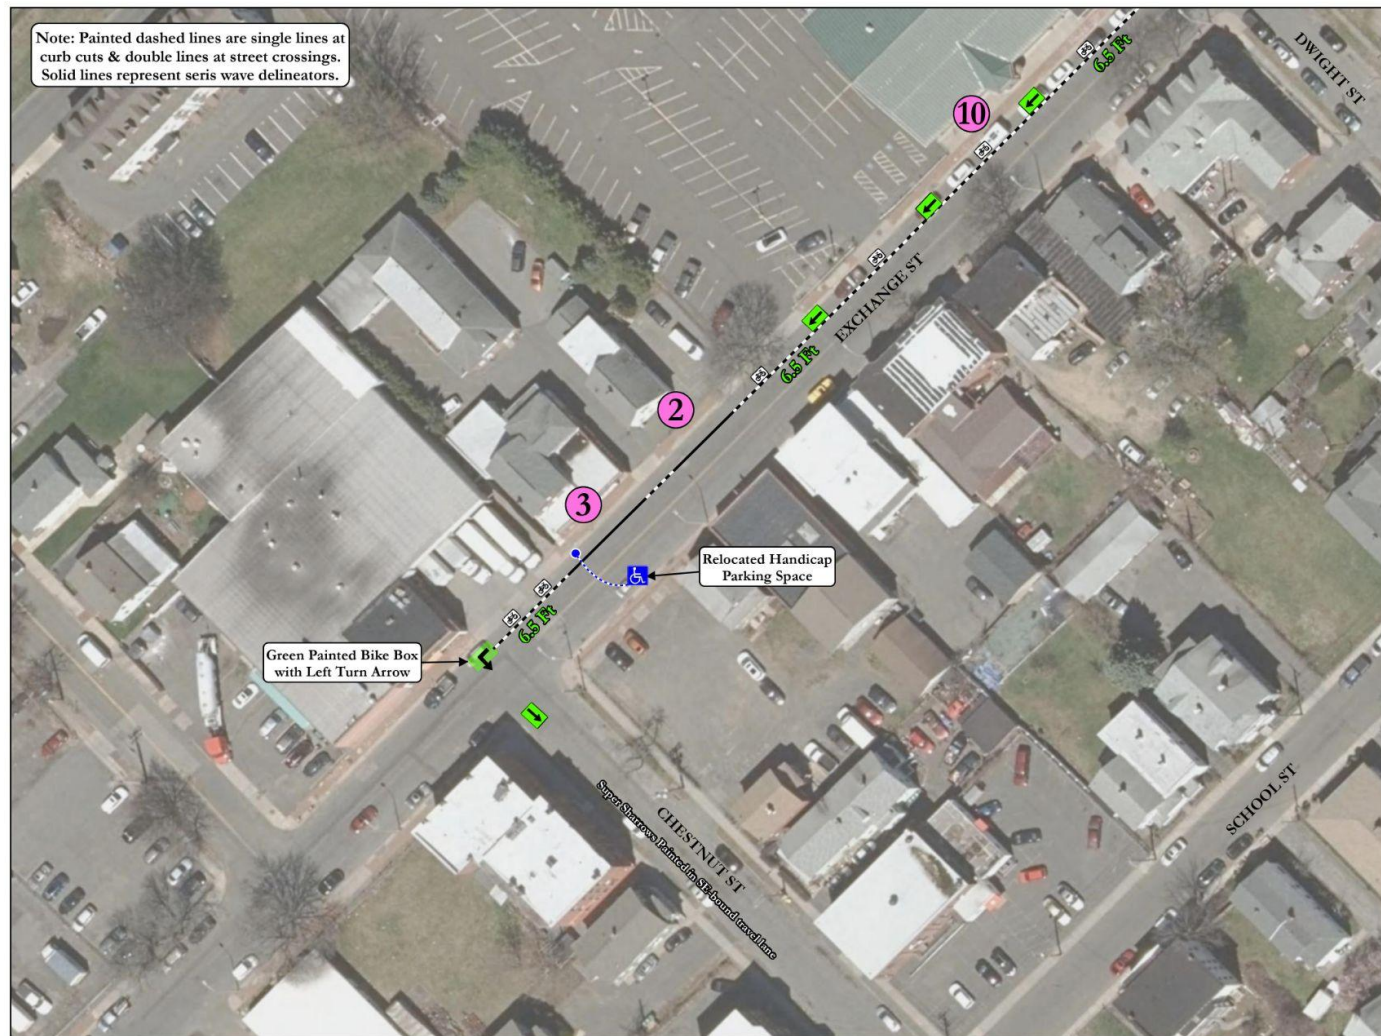 Note: Painted dashed lines are single lines at
curb cuts & double lines at street crossings.
Solid lines represent seris wave delineators.
DWIGHT ST
6.5 Ft
10
EXCHANGE ST
6.5 Ft
2
3
Relocated Handicap
Parking Space
6.5 Ft
Green Painted Bike Box
with Left Turn Arrow
CHESTNUT ST
Super Sharrows Painted in SE-bound travel lane
SCHOOL ST